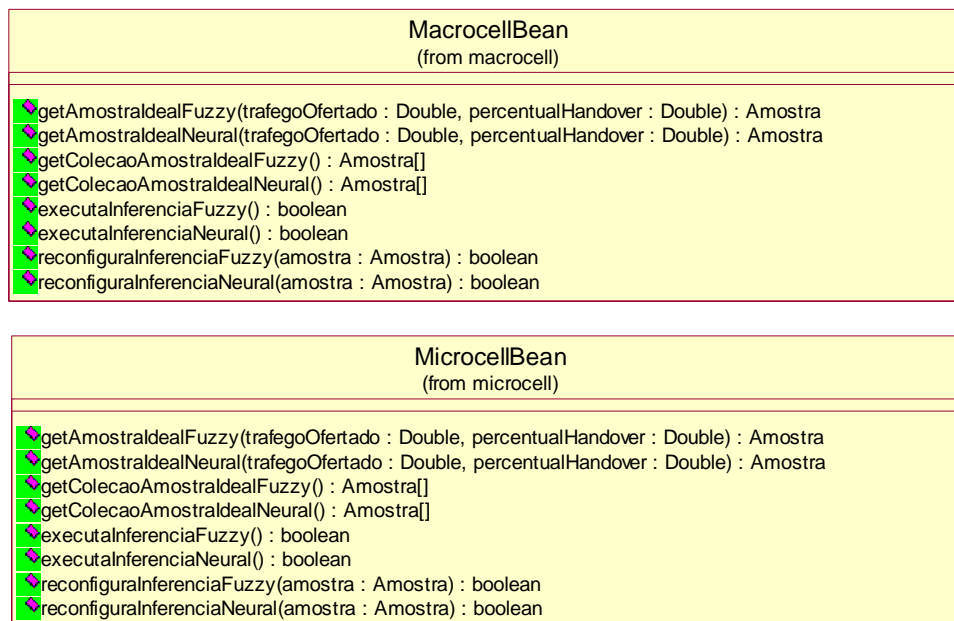 MacrocellBean
(from macrocell)
getAmostraIdealFuzzy(trafegoOfertado : Double, percentualHandover : Double) : Amostra
getAmostraIdealNeural(trafegoOfertado : Double, percentualHandover : Double) : Amostra
getColecaoAmostraIdealFuzzy() : Amostra[]
getColecaoAmostraIdealNeural() : Amostra[]
executaInferenciaFuzzy() : boolean
executaInferenciaNeural() : boolean
reconfiguraInferenciaFuzzy(amostra : Amostra) : boolean
reconfiguraInferenciaNeural(amostra : Amostra) : boolean
MicrocellBean
(from microcell)
getAmostraIdealFuzzy(trafegoOfertado : Double, percentualHandover : Double) : Amostra
getAmostraIdealNeural(trafegoOfertado : Double, percentualHandover : Double) : Amostra
getColecaoAmostraIdealFuzzy() : Amostra[]
getColecaoAmostraIdealNeural() : Amostra[]
executaInferenciaFuzzy() : boolean
executaInferenciaNeural() : boolean
reconfiguraInferenciaFuzzy(amostra : Amostra) : boolean
reconfiguraInferenciaNeural(amostra : Amostra) : boolean